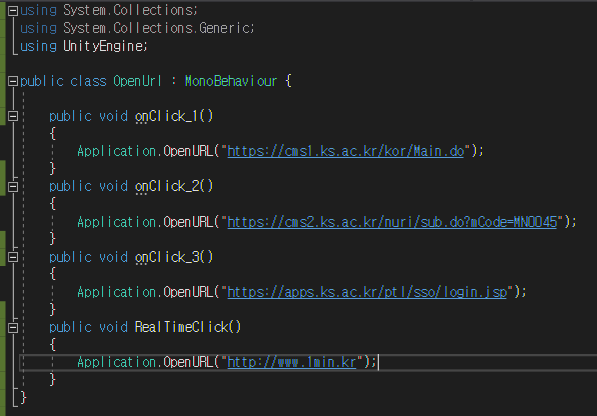 using System.Collections;
using System.Collections.Generic;
using UnityEngine;
public class OpenUrl : MonoBehaviour {
public void onClick_1()
{
Application.OpenURL("https://cms1.ks.ac.kr/kor/Main.do");
}
public void onClick_2()
{
Application.OpenURL("https://cms2.ks.ac.kr/nuri/sub.do?mCode=MN0045");
}
public void onClick_3()
{
Application.OpenURL("https://apps.ks.ac.kr/ptl/sso/login.jsp");
}
public void RealTimeClick()
{
Application.OpenURL("http://www.1min.kr");
}
}